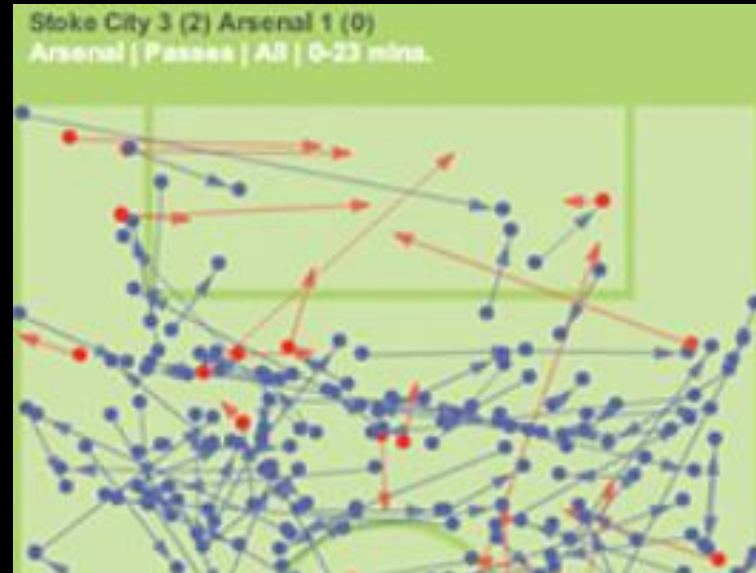 Stoke City 3 (2) Arsenal 1 (0)
Arsenal | Passes | All | 0-23 mins.